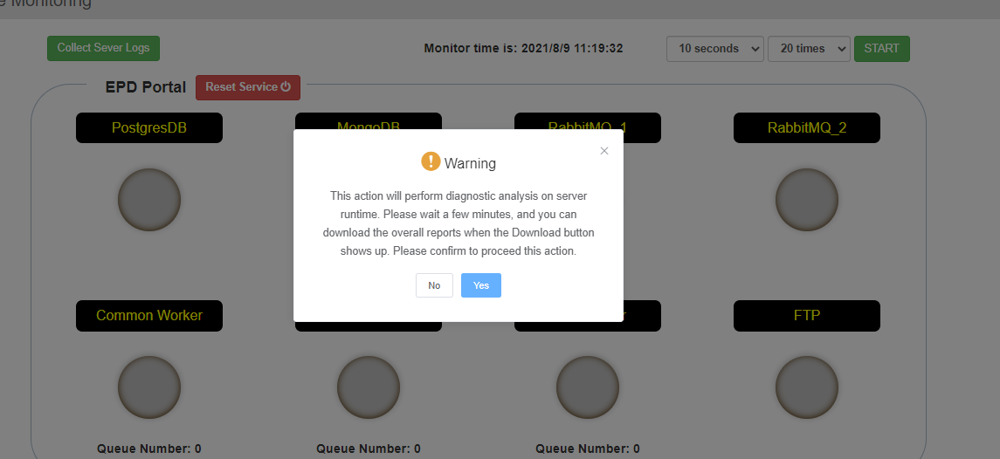 Monitoring
Collect Sever Logs
Monitor time is: 2021/8/9 11:19:32
10 seconds
20 times
START
EPD Portal
Reset Service
PostgresDB
MongoDB
RabbitMQ_1
RabbitMQ_2
Warning
This action will perform diagnostic analysis on server
runtime. Please wait a few minutes, and you can
download the overall reports when the Download button
shows up. Please confirm to proceed this action.
No
Yes
Common Worker
FTP
Queue Number: 0
Queue Number: 0
Queue Number: 0